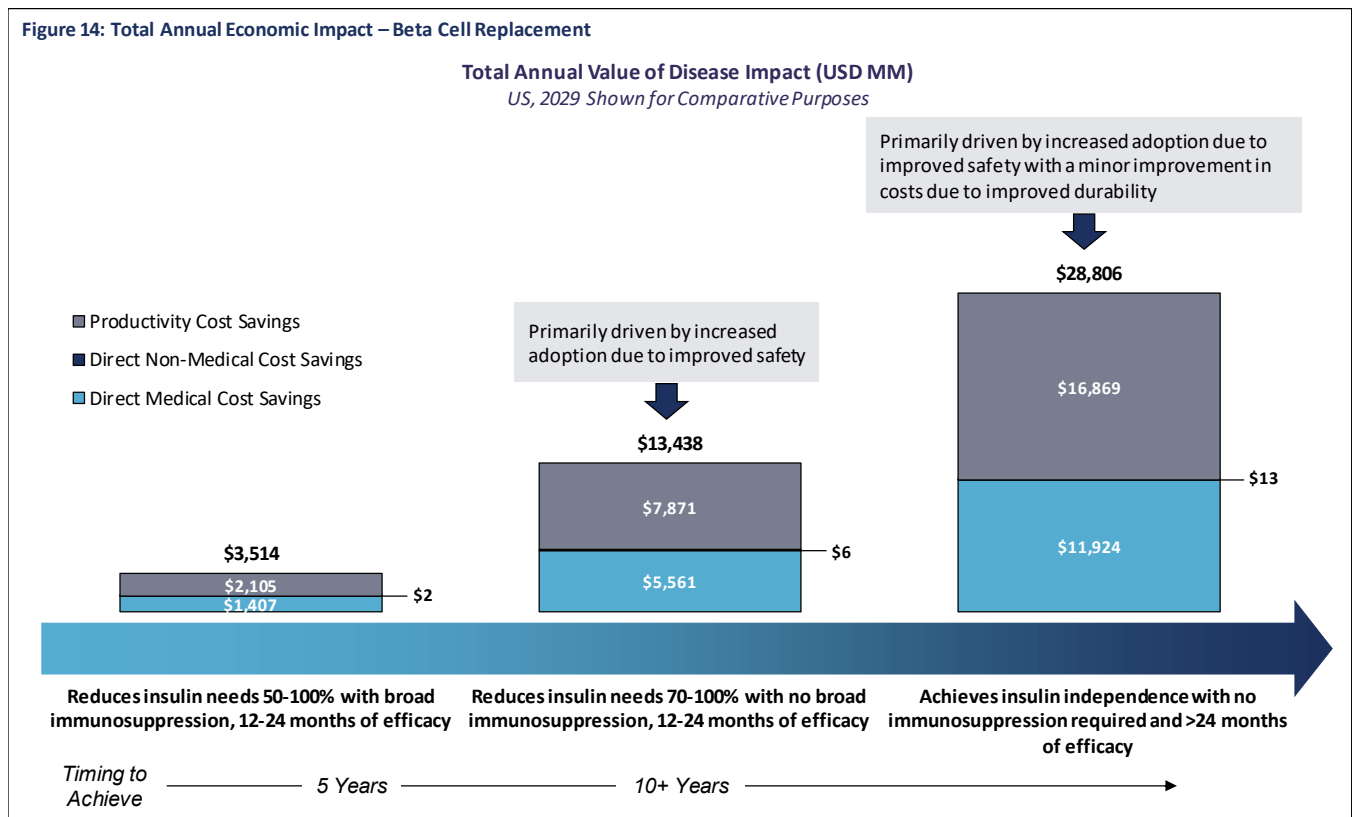 Figure 14: Total Annual Economic Impact – Beta Cell Replacement
Total Annual Value of Disease Impact (USD MM)
US, 2029 Shown for Comparative Purposes
Primarily driven by increased adoption due to
improved safety with a minor improvement in
costs due to improved durability
$28,806
Productivity Cost Savings
Direct Non-Medical Cost Savings
Direct Medical Cost Savings
Primarily driven by increased
adoption due to improved safety
$13,438
$16,869
$13
$11,924
$7,871
$6
$5,561
$3,514
$2,105
$2
$1,407
Reduces insulin needs 50-100% with broad
immunosuppression, 12-24 months of efficacy
Reduces insulin needs 70-100% with no broad
immunosuppression, 12-24 months of efficacy
Achieves insulin independence with no
immunosuppression required and >24 months
of efficacy
Timing to
Achieve
5 Years
10+ Years